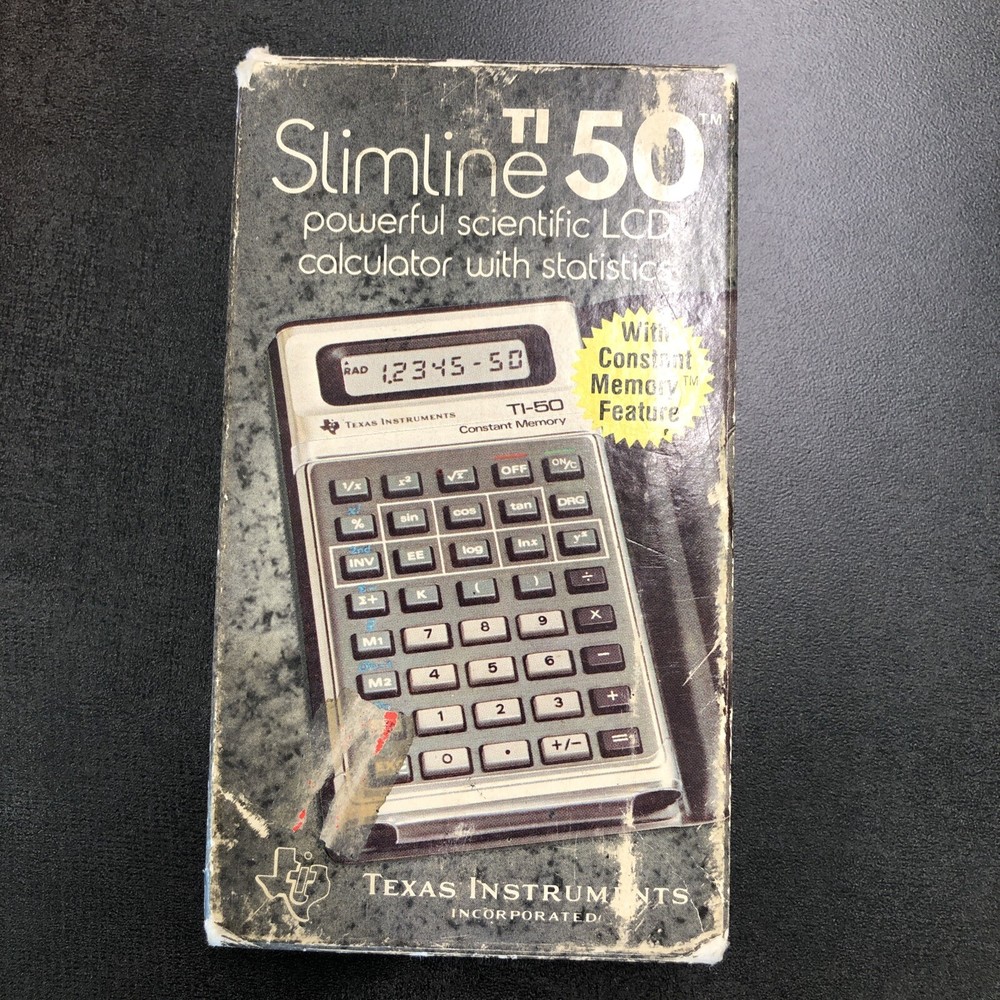 Slimline TI 50™
powerful scientific LCD
calculator with statistics
With
Constant
Memory™
Feature
RAD 1.2345-50
TEXAS INSTRUMENTS TI-50
Constant Memory
1/x x² √x OFF ON/C
x!
% sin cos tan DRG
2nd
INV EE log lnx yˣ
Σ+ K ( ) ÷
M1 7 8 9 X
M2 4 5 6 −
1 2 3 +
0 . +/− =
TEXAS INSTRUMENTS
INCORPORATED